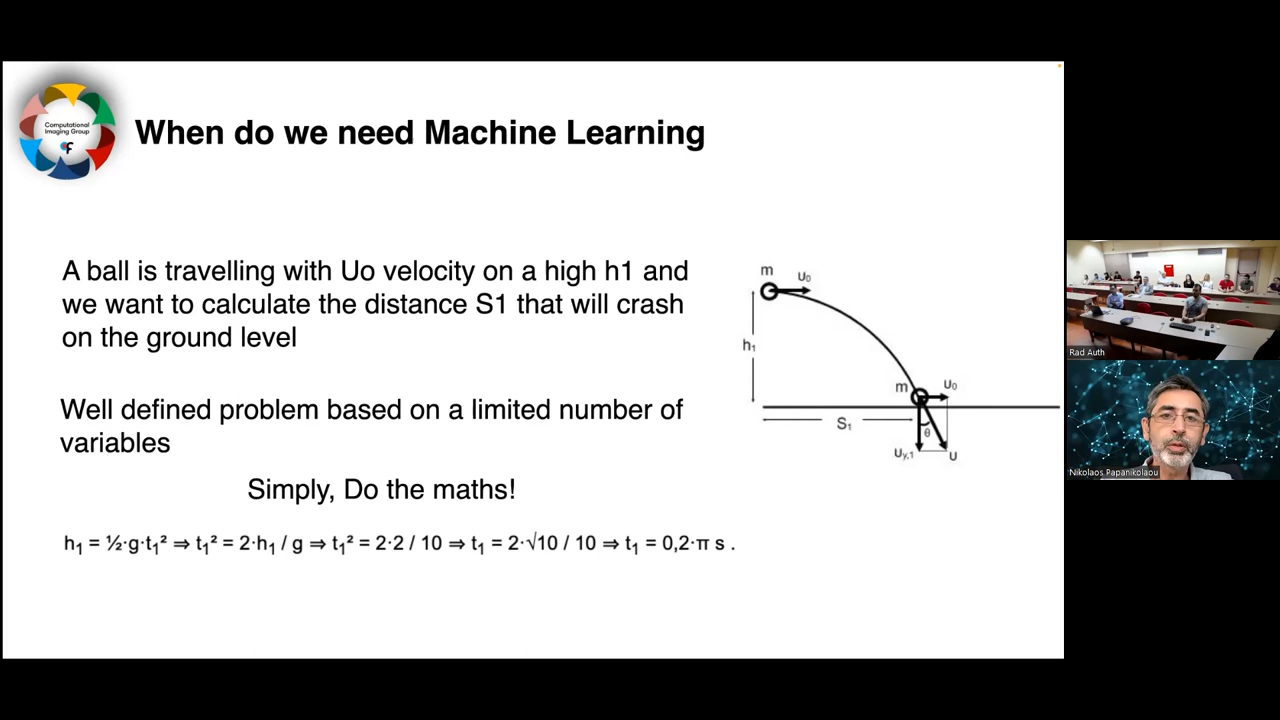 Computational
Imaging Group
When do we need Machine Learning
A ball is travelling with Uo velocity on a high h1 and
we want to calculate the distance S1 that will crash
on the ground level
Well defined problem based on a limited number of
variables
Simply, Do the maths!
h₁ = ½·g·t₁² ⇒ t₁² = 2·h₁ / g ⇒ t₁² = 2·2 / 10 ⇒ t₁ = 2·√10 / 10 ⇒ t₁ = 0,2·π s .
m
U₀
h₁
m
U₀
S₁
θ
Uy,1
U
Rad Auth
Nikolaos Papanikolaou